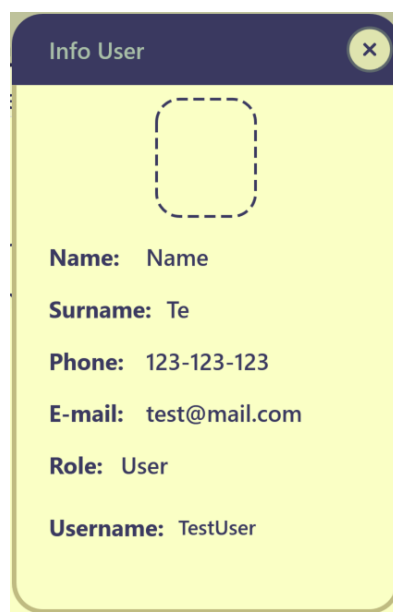 Info User
Name: Name
Surname: Te
Phone: 123-123-123
E-mail: test@mail.com
Role: User
Username: TestUser